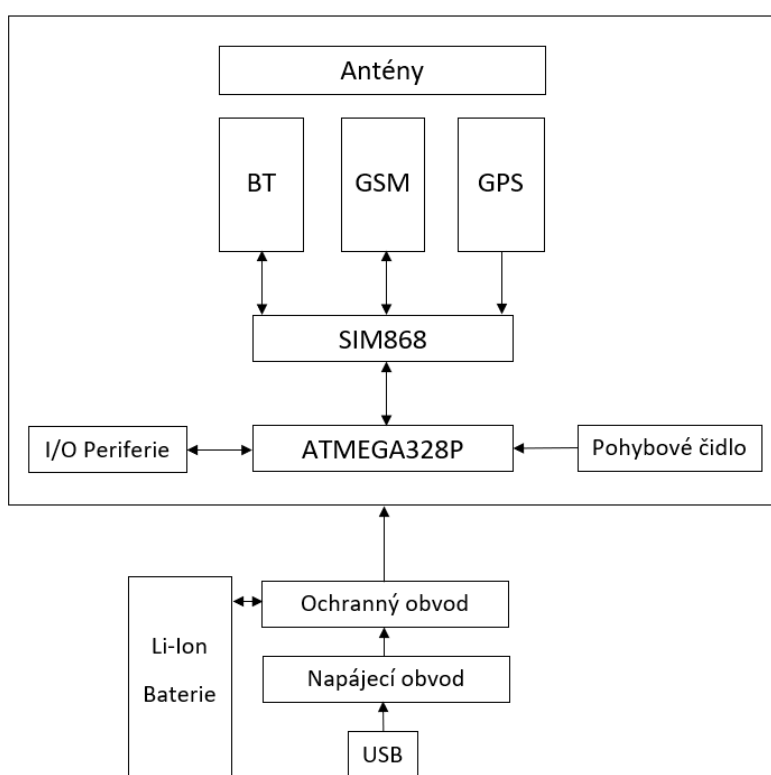 Antény
BT
GSM
GPS
SIM868
I/O Periferie
ATMEGA328P
Pohybové čidlo
Ochranný obvod
Li-Ion
Baterie
Napájecí obvod
USB